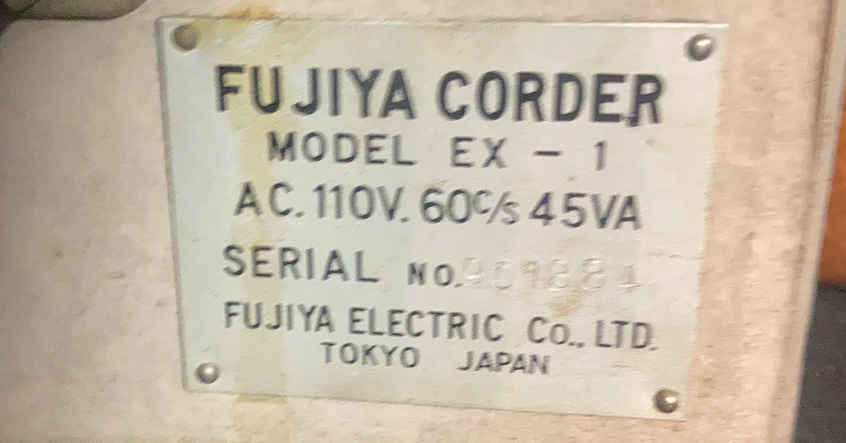 FUJIYA CORDER
MODEL EX - 1
AC. 110V. 60c/s 45VA
SERIAL NO.
FUJIYA ELECTRIC Co., LTD.
TOKYO JAPAN